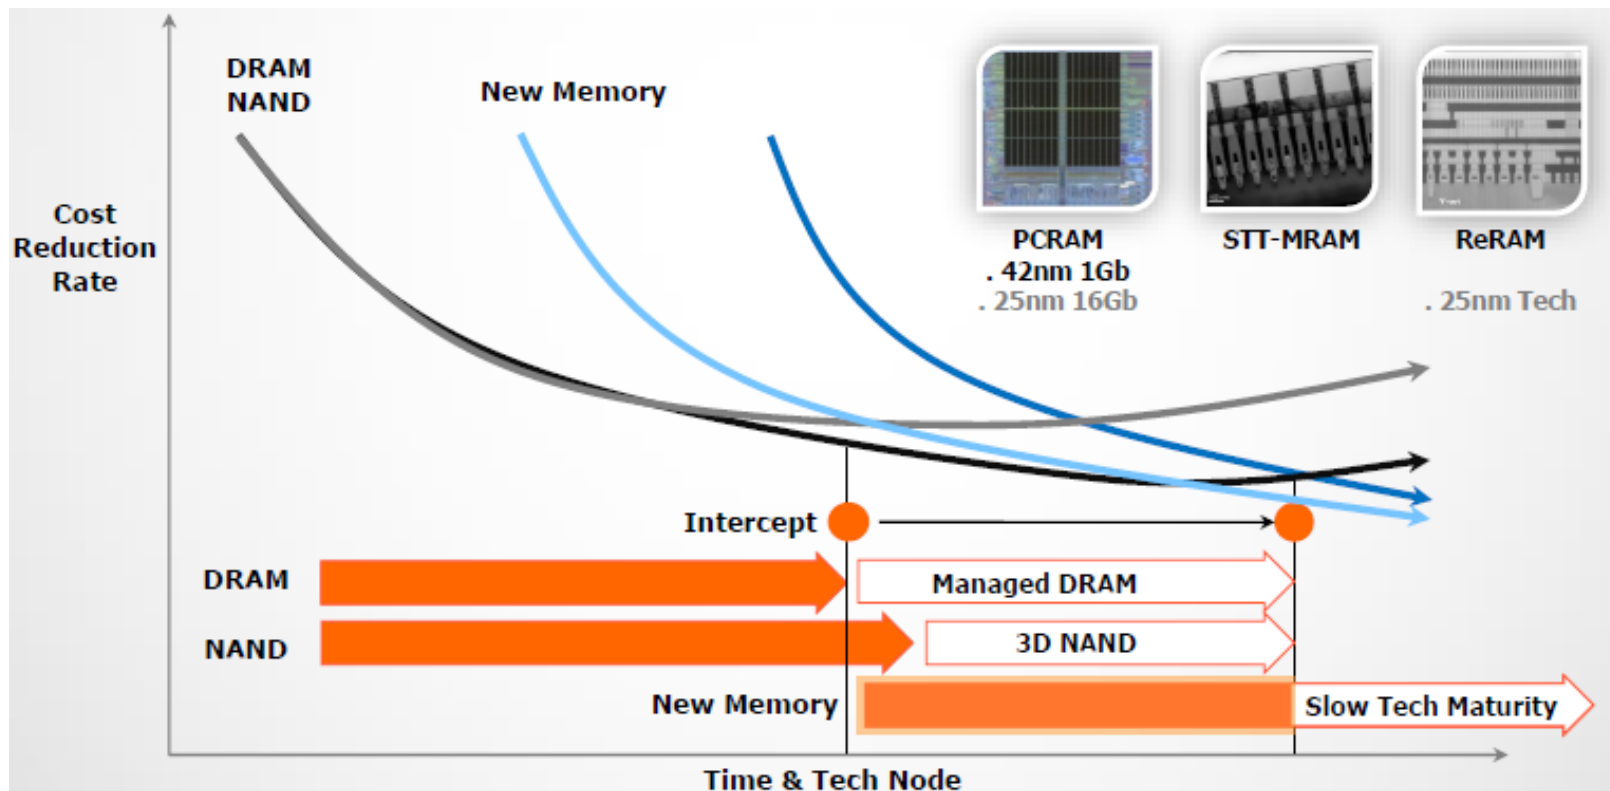 DRAM
NAND
New Memory
Cost
Reduction
Rate
PCRAM
. 42nm 1Gb
. 25nm 16Gb
STT-MRAM
ReRAM
. 25nm Tech
Intercept
DRAM
Managed DRAM
NAND
3D NAND
New Memory
Slow Tech Maturity
Time & Tech Node